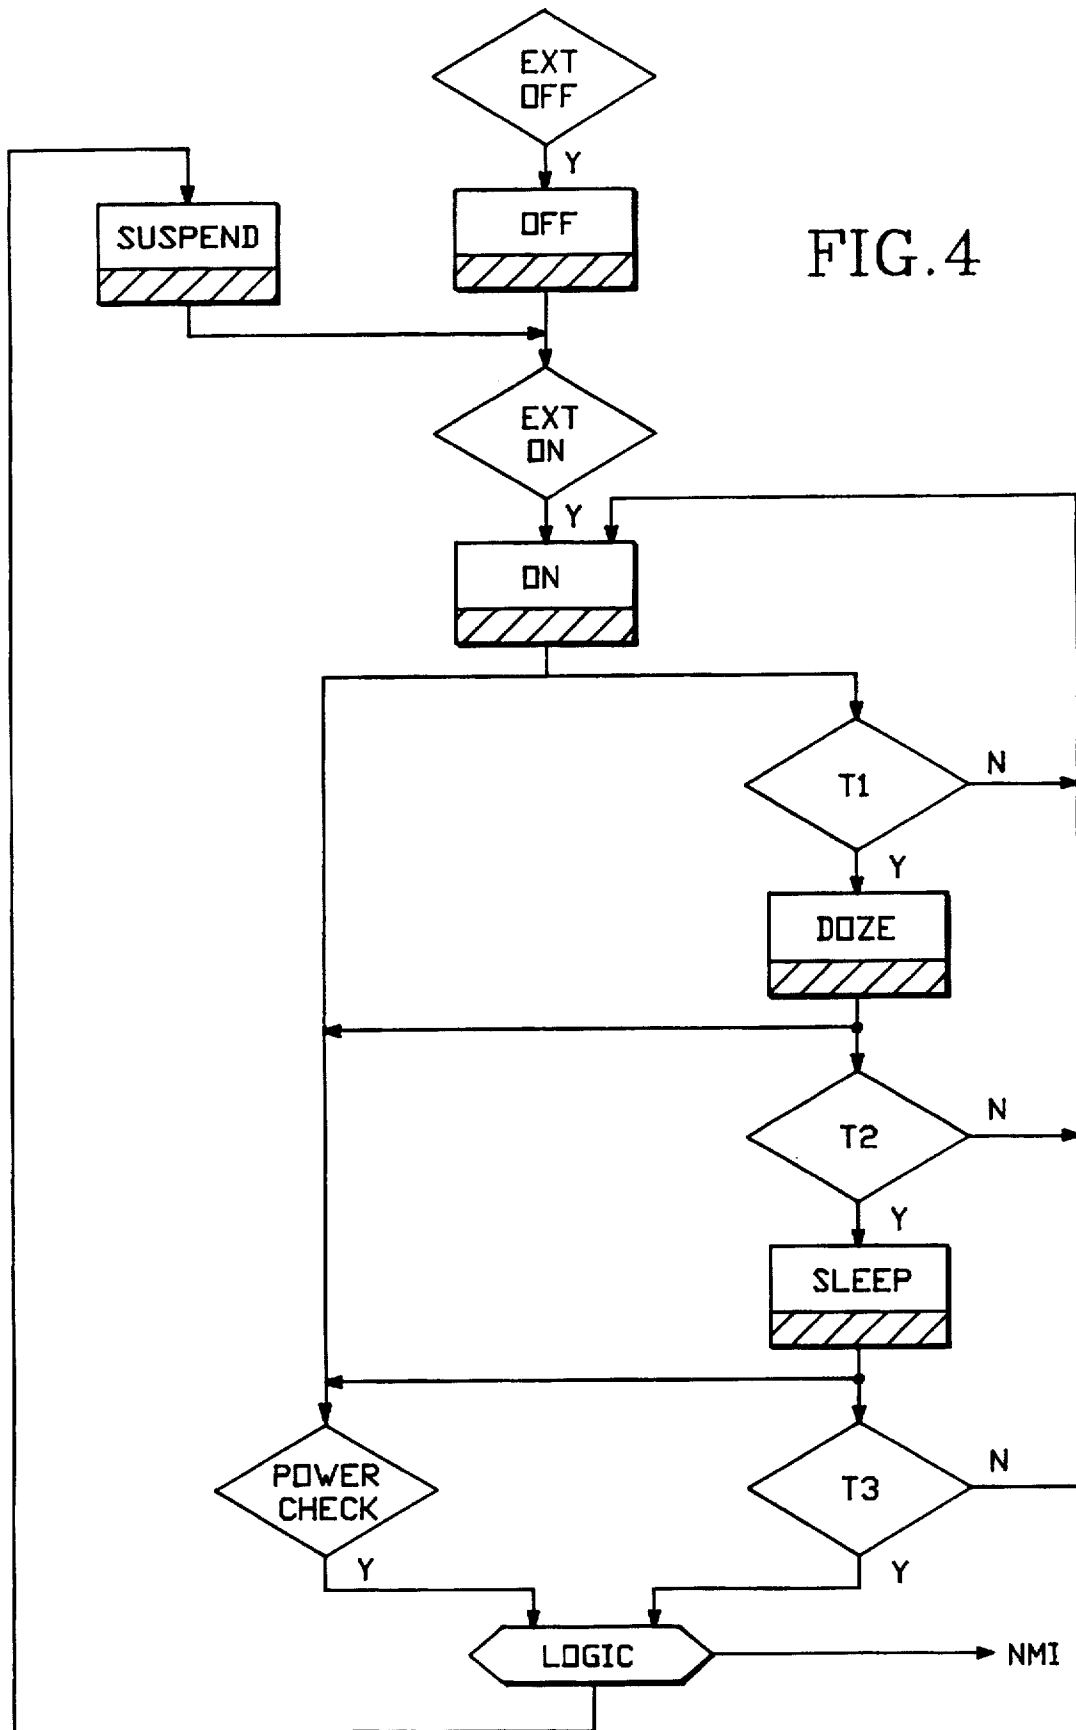 EXT
OFF
Y
OFF
SUSPEND
FIG.4
EXT
ON
Y
ON
T1
N
Y
DOZE
T2
N
Y
SLEEP
POWER
CHECK
T3
N
Y
Y
LOGIC
NMI